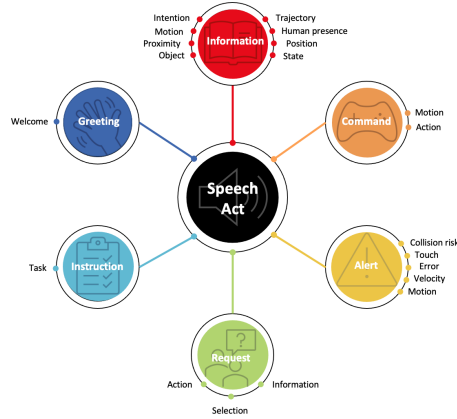 Intention
Trajectory
Motion
Human presence
Proximity
Information
Position
Object
State
Welcome
Greeting
Command
Motion
Action
Speech
Act
Task
Instruction
Alert
Collision risk
Touch
Error
Velocity
Motion
Request
?
Action
Information
Selection